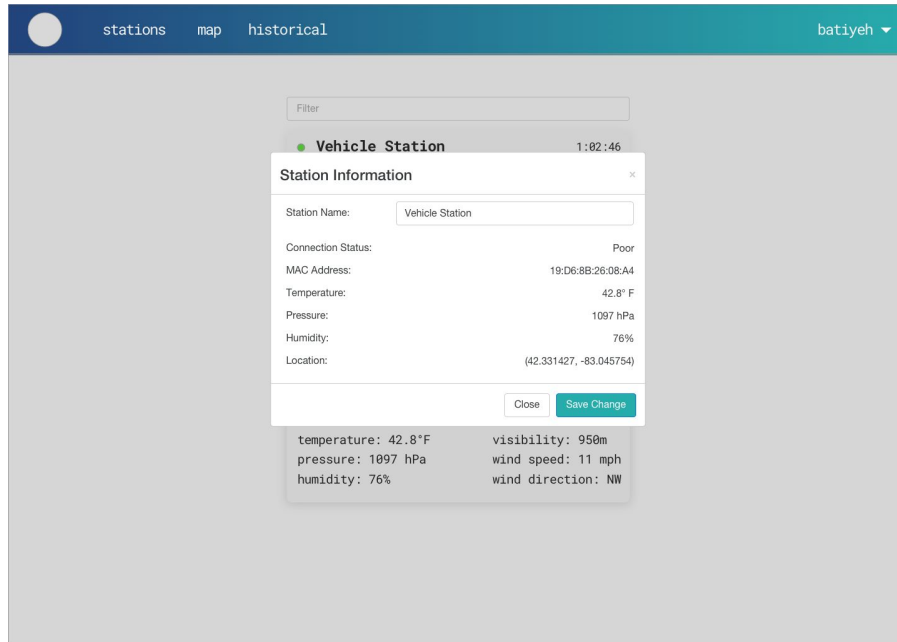 stations map historical batiyeh
Filter
Vehicle Station 1:02:46
Station Information ×
Station Name: Vehicle Station
Connection Status: Poor
MAC Address: 19:D6:8B:26:08:A4
Temperature: 42.8° F
Pressure: 1097 hPa
Humidity: 76%
Location: (42.331427, -83.045754)
Close Save Change
temperature: 42.8°F visibility: 950m
pressure: 1097 hPa wind speed: 11 mph
humidity: 76% wind direction: NW